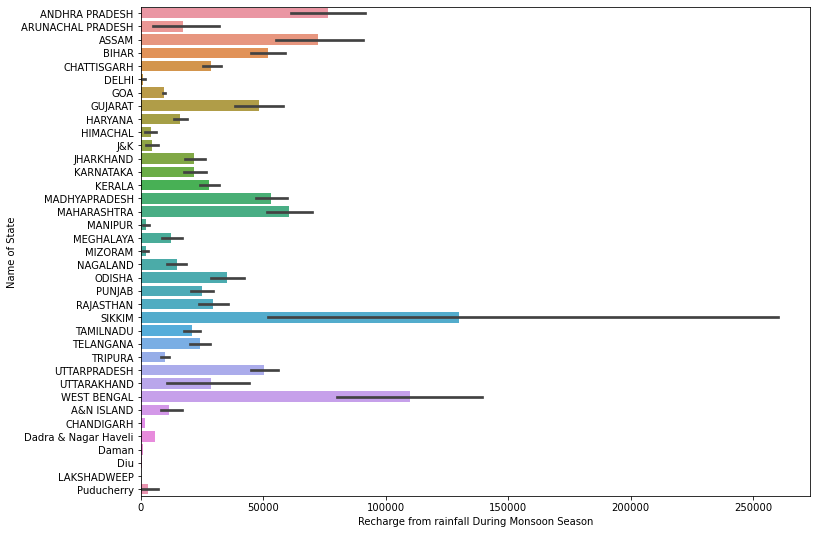 ANDHRA PRADESH
ARUNACHAL PRADESH
ASSAM
BIHAR
CHATTISGARH
DELHI
GOA
GUJARAT
HARYANA
HIMACHAL
J&K
JHARKHAND
KARNATAKA
KERALA
MADHYAPRADESH
MAHARASHTRA
MANIPUR
MEGHALAYA
MIZORAM
NAGALAND
ODISHA
PUNJAB
RAJASTHAN
SIKKIM
TAMILNADU
TELANGANA
TRIPURA
UTTARPRADESH
UTTARAKHAND
WEST BENGAL
A&N ISLAND
CHANDIGARH
Dadra & Nagar Haveli
Daman
Diu
LAKSHADWEEP
Puducherry
Name of State
0 50000 100000 150000 200000 250000
Recharge from rainfall During Monsoon Season